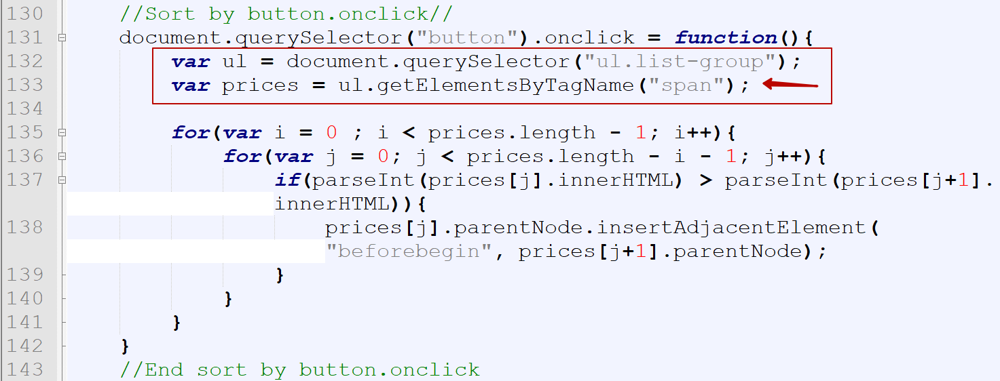 130 //Sort by button.onclick//
131 document.querySelector("button").onclick = function(){
132 var ul = document.querySelector("ul.list-group");
133 var prices = ul.getElementsByTagName("span");
134
135 for(var i = 0 ; i < prices.length - 1; i++){
136 for(var j = 0; j < prices.length - i - 1; j++){
137 if(parseInt(prices[j].innerHTML) > parseInt(prices[j+1].
innerHTML)){
138 prices[j].parentNode.insertAdjacentElement(
"beforebegin", prices[j+1].parentNode);
139 }
140 }
141 }
142 }
143 //End sort by button.onclick